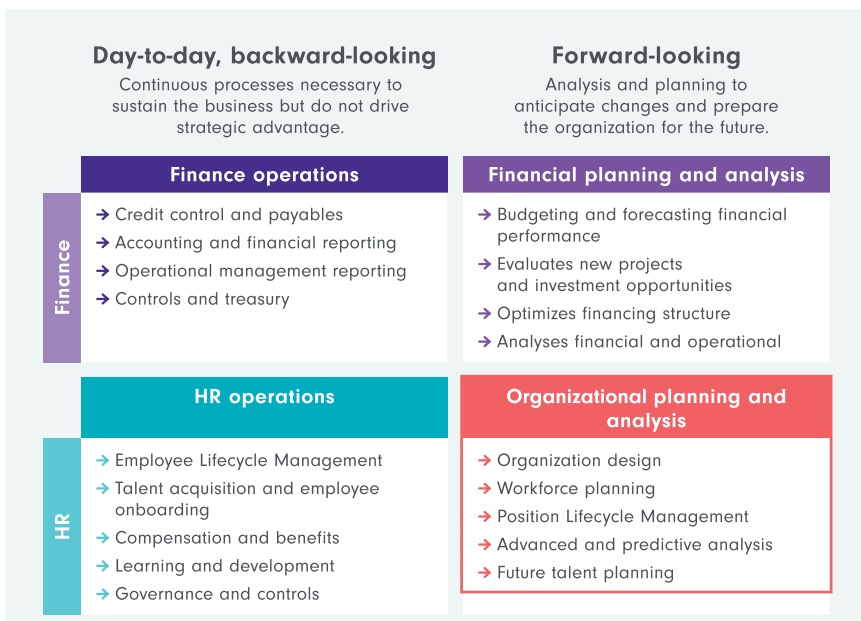 Day-to-day, backward-looking
Continuous processes necessary to
sustain the business but do not drive
strategic advantage.
Forward-looking
Analysis and planning to
anticipate changes and prepare
the organization for the future.
Finance
Finance operations
→ Credit control and payables
→ Accounting and financial reporting
→ Operational management reporting
→ Controls and treasury
Financial planning and analysis
→ Budgeting and forecasting financial
performance
→ Evaluates new projects
and investment opportunities
→ Optimizes financing structure
→ Analyses financial and operational
HR
HR operations
→ Employee Lifecycle Management
→ Talent acquisition and employee
onboarding
→ Compensation and benefits
→ Learning and development
→ Governance and controls
Organizational planning and
analysis
→ Organization design
→ Workforce planning
→ Position Lifecycle Management
→ Advanced and predictive analysis
→ Future talent planning